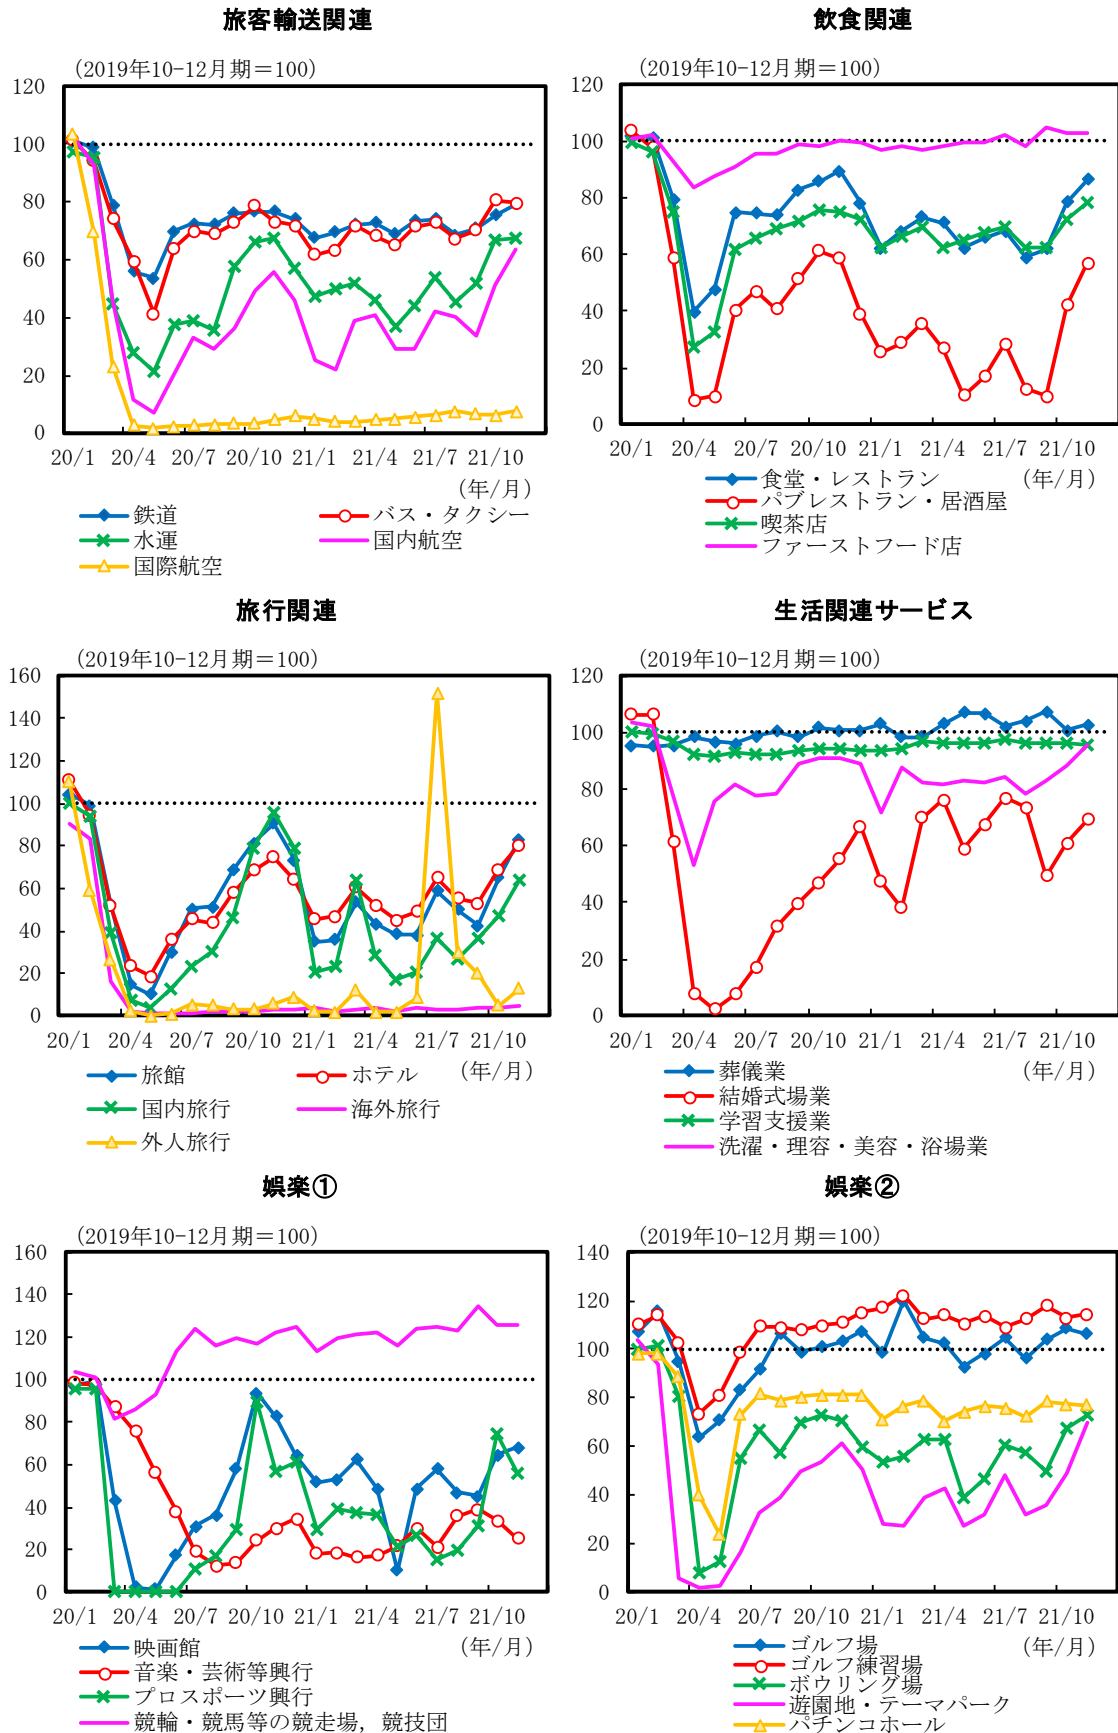 旅客輸送関連
(2019年10-12月期＝100)
120
100
80
60
40
20
0
20/1 20/4 20/7 20/10 21/1 21/4 21/7 21/10
(年/月)
鉄道 バス・タクシー
水運 国内航空
国際航空
飲食関連
(2019年10-12月期＝100)
120
100
80
60
40
20
0
20/1 20/4 20/7 20/10 21/1 21/4 21/7 21/10
(年/月)
食堂・レストラン
パブレストラン・居酒屋
喫茶店
ファーストフード店
旅行関連
(2019年10-12月期＝100)
160
140
120
100
80
60
40
20
0
20/1 20/4 20/7 20/10 21/1 21/4 21/7 21/10
(年/月)
旅館 ホテル
国内旅行 海外旅行
外人旅行
生活関連サービス
(2019年10-12月期＝100)
120
100
80
60
40
20
0
20/1 20/4 20/7 20/10 21/1 21/4 21/7 21/10
(年/月)
葬儀業
結婚式場業
学習支援業
洗濯・理容・美容・浴場業
娯楽①
(2019年10-12月期＝100)
160
140
120
100
80
60
40
20
0
20/1 20/4 20/7 20/10 21/1 21/4 21/7 21/10
(年/月)
映画館
音楽・芸術等興行
プロスポーツ興行
競輪・競馬等の競走場，競技団
娯楽②
(2019年10-12月期＝100)
140
120
100
80
60
40
20
0
20/1 20/4 20/7 20/10 21/1 21/4 21/7 21/10
(年/月)
ゴルフ場
ゴルフ練習場
ボウリング場
遊園地・テーマパーク
パチンコホール